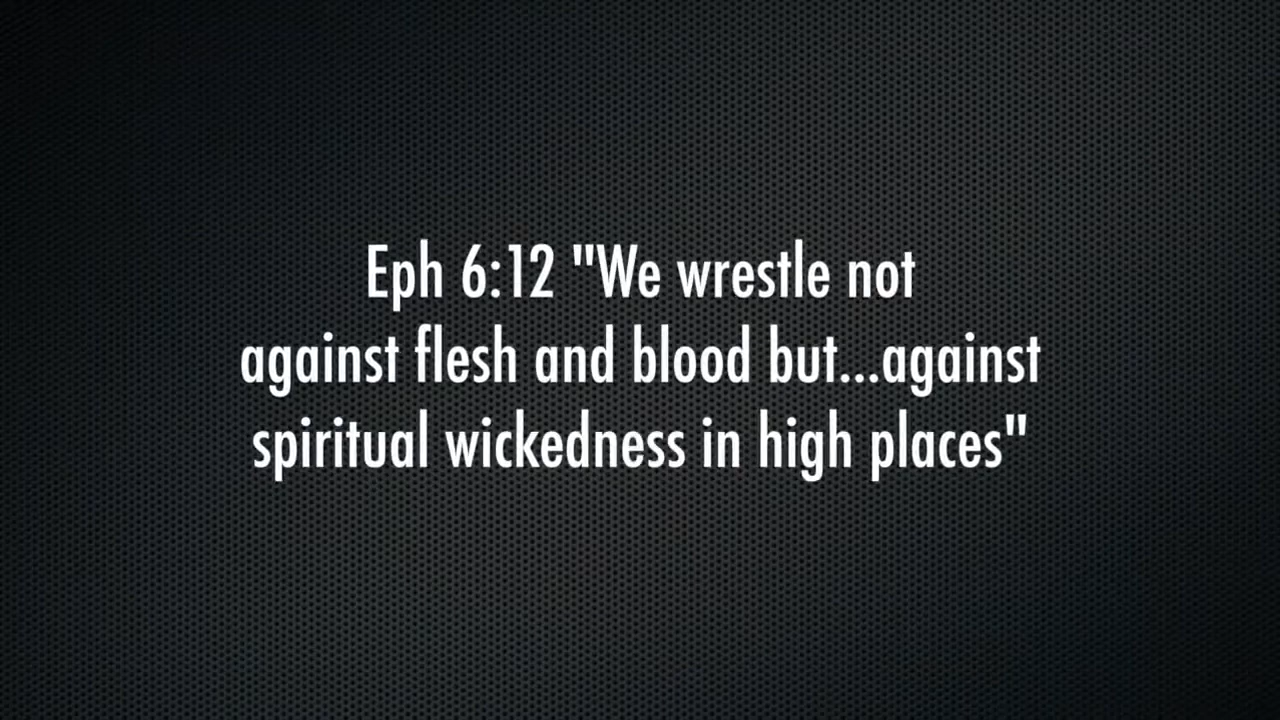 Eph 6:12 "We wrestle not
against flesh and blood but...against
spiritual wickedness in high places"